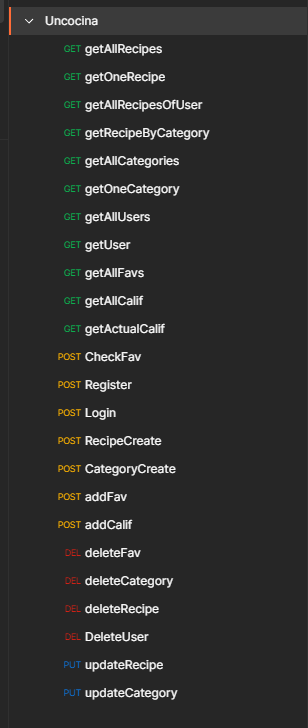 Uncocina
GET getAllRecipes
GET getOneRecipe
GET getAllRecipesOfUser
GET getRecipeByCategory
GET getAllCategories
GET getOneCategory
GET getAllUsers
GET getUser
GET getAllFavs
GET getAllCalif
GET getActualCalif
POST CheckFav
POST Register
POST Login
POST RecipeCreate
POST CategoryCreate
POST addFav
POST addCalif
DEL deleteFav
DEL deleteCategory
DEL deleteRecipe
DEL DeleteUser
PUT updateRecipe
PUT updateCategory